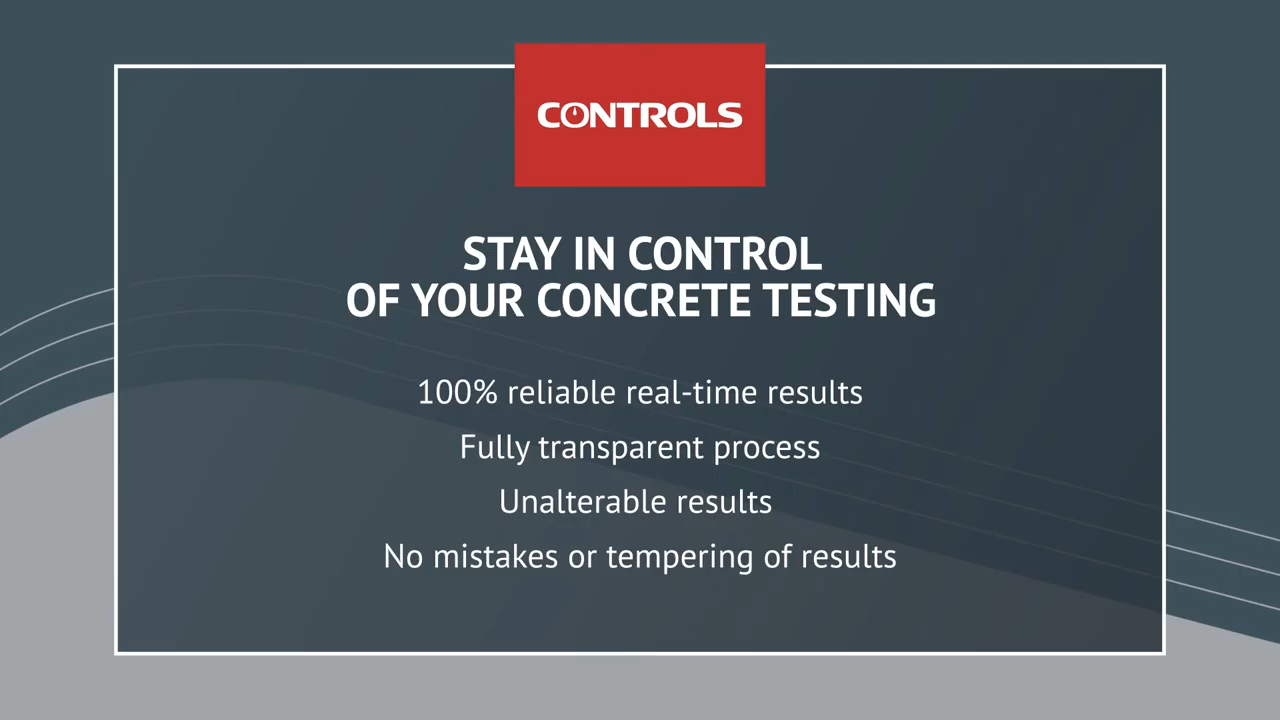 CONTROLS
STAY IN CONTROL
OF YOUR CONCRETE TESTING
100% reliable real-time results
Fully transparent process
Unalterable results
No mistakes or tempering of results